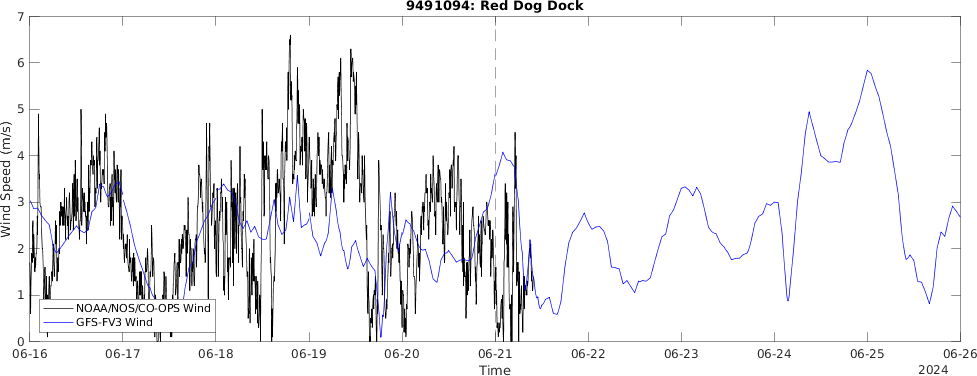 9491094: Red Dog Dock
Wind Speed (m/s)
7
6
5
4
3
2
1
0
NOAA/NOS/CO-OPS Wind
GFS-FV3 Wind
06-16 06-17 06-18 06-19 06-20 06-21 06-22 06-23 06-24 06-25 06-26
Time
2024